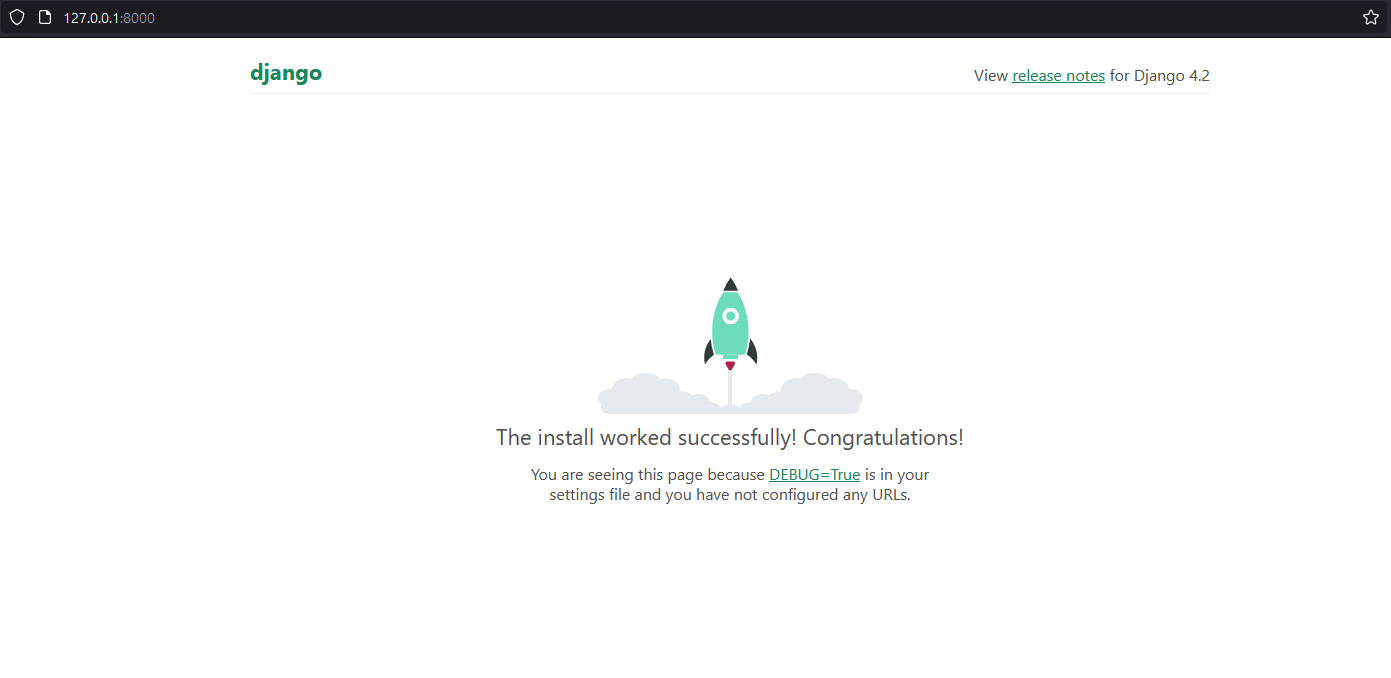 127.0.0.1:8000
django
View release notes for Django 4.2
The install worked successfully! Congratulations!
You are seeing this page because DEBUG=True is in your
settings file and you have not configured any URLs.